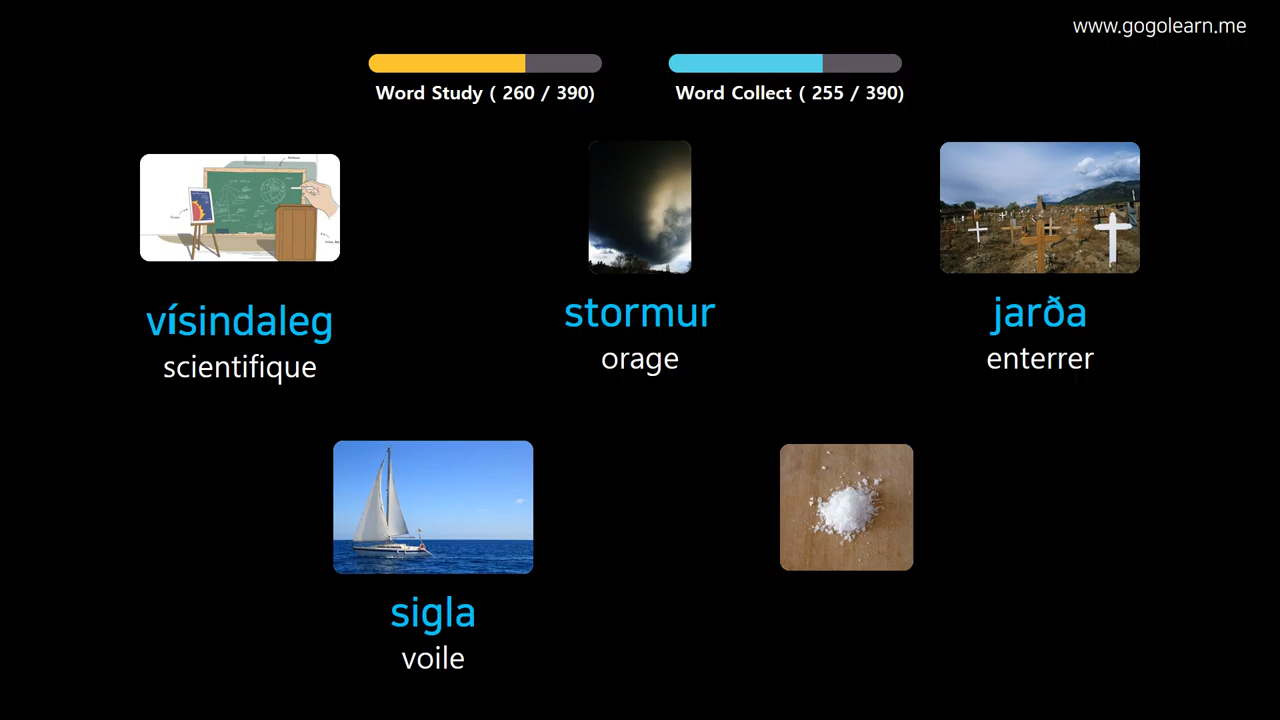 www.gogolearn.me
Word Study ( 260 / 390)
Word Collect ( 255 / 390)
vísindaleg
scientifique
stormur
orage
jarða
enterrer
sigla
voile